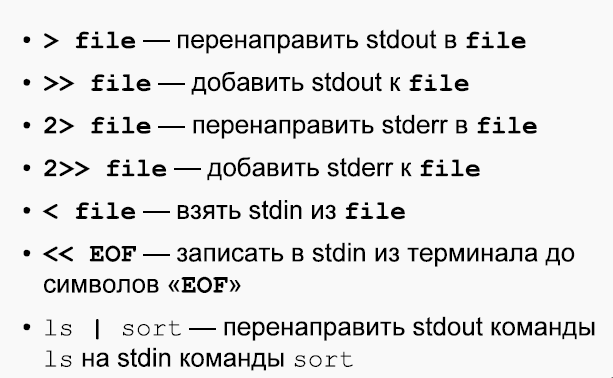 • > file — перенаправить stdout в file
• >> file — добавить stdout к file
• 2> file — перенаправить stderr в file
• 2>> file — добавить stderr к file
• < file — взять stdin из file
• << EOF — записать в stdin из терминала до
символов «EOF»
• ls | sort — перенаправить stdout команды
ls на stdin команды sort